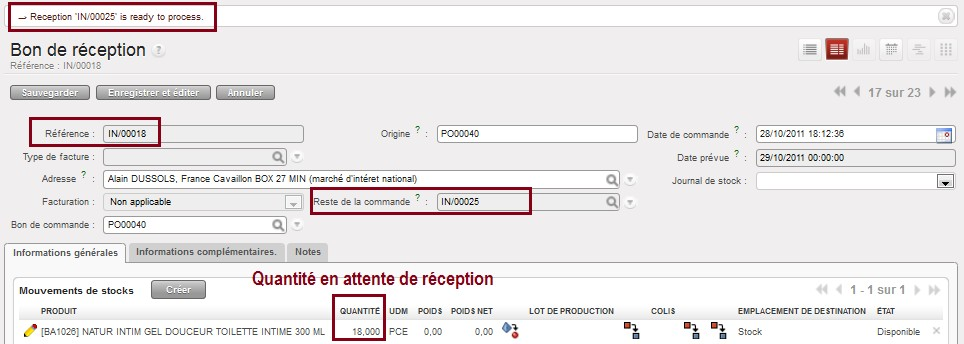 Reception 'IN/00025' is ready to process.
Bon de réception ?
Référence : IN/00018
Sauvegarder Enregistrer et éditer Annuler
17 sur 23
Référence : IN/00018 Origine ? : PO00040 Date de commande ? : 28/10/2011 18:12:36
Type de facture : Date prévue ? : 29/10/2011 00:00:00
Adresse ? : Alain DUSSOLS, France Cavaillon BOX 27 MIN (marché d'intéret national) Journal de stock :
Facturation : Non applicable Reste de la commande ? : IN/00025
Bon de commande : PO00040
Informations générales Informations complémentaires. Notes
Quantité en attente de réception
Mouvements de stocks Créer 1 - 1 sur 1
PRODUIT QUANTITÉ UDM POIDS POIDS NET LOT DE PRODUCTION COLIS EMPLACEMENT DE DESTINATION ÉTAT
[BA1026] NATUR INTIM GEL DOUCEUR TOILETTE INTIME 300 ML 18,000 PCE 0,00 0,00 Stock Disponible